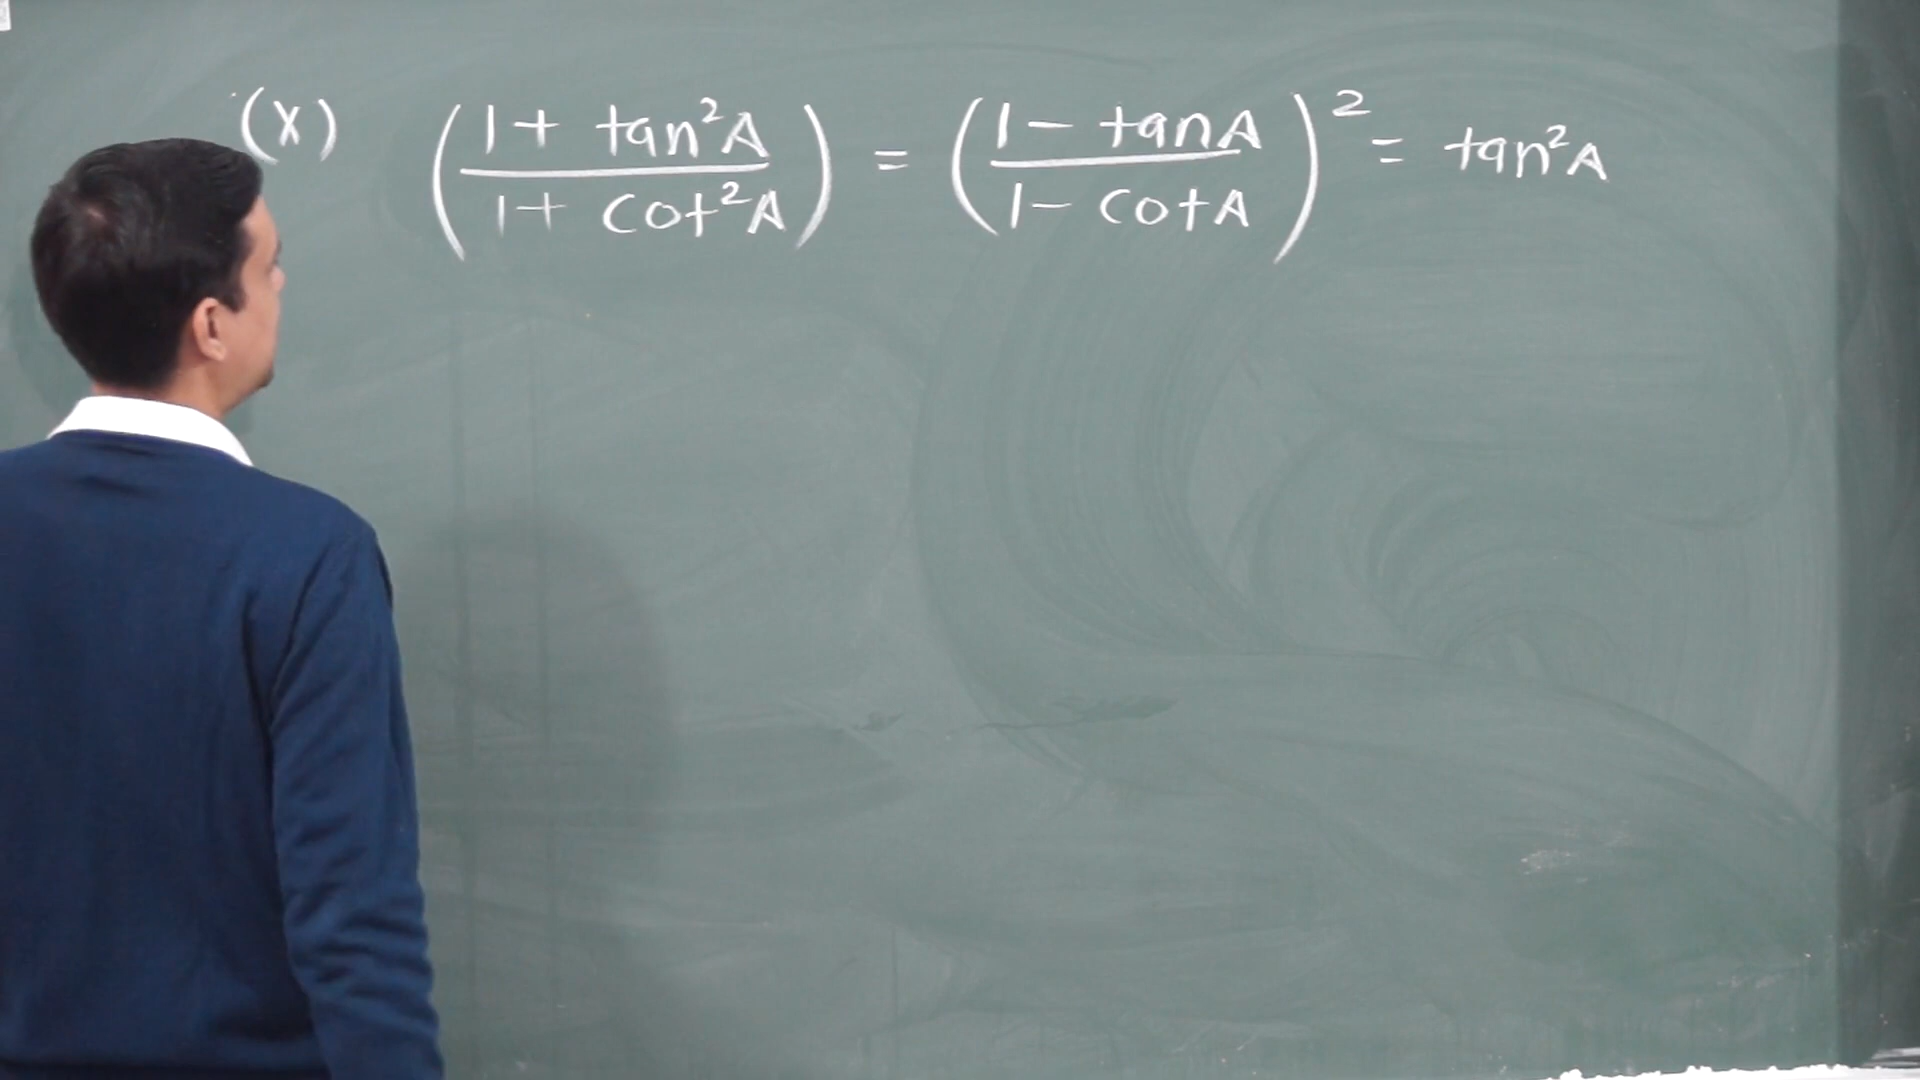 (X) (1 + tan²A / 1 + cot²A) = (1 - tanA / 1 - cotA)² = tan²A